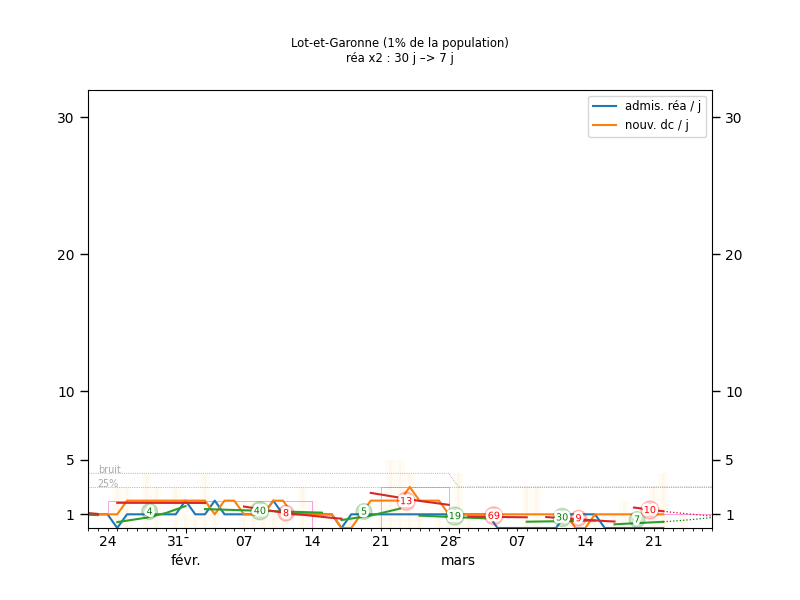 Lot-et-Garonne (1% de la population)
réa x2 : 30 j –> 7 j
admis. réa / j
nouv. dc / j
30 30
20 20
10 10
5 5
1 1
bruit
25%
4 40 8 5 13 19 69 30 9 7 10
24 31 07 14 21 28 07 14 21
févr. mars